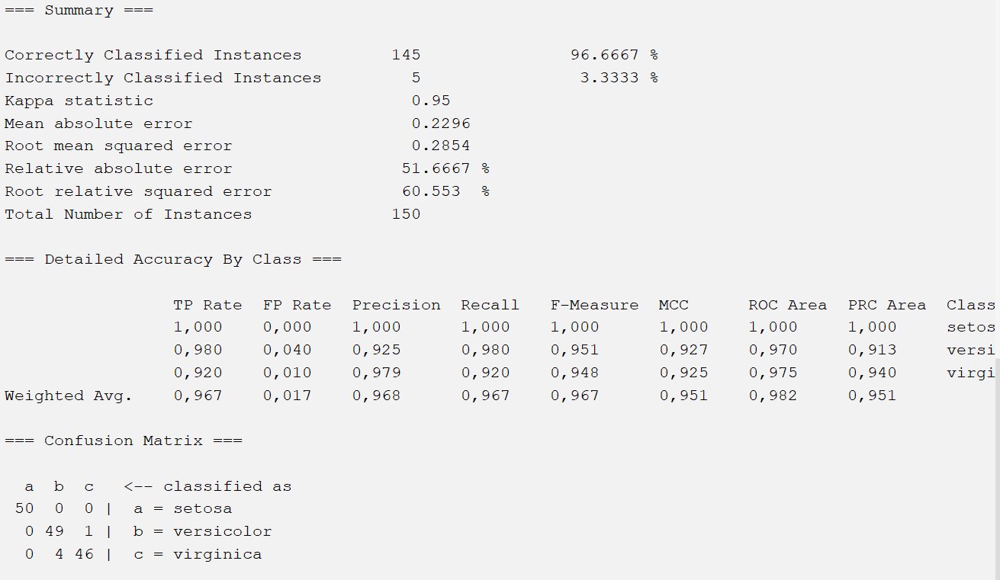 === Summary ===
Correctly Classified Instances         145               96.6667 %
Incorrectly Classified Instances         5                3.3333 %
Kappa statistic                          0.95
Mean absolute error                      0.2296
Root mean squared error                  0.2854
Relative absolute error                 51.6667 %
Root relative squared error             60.553  %
Total Number of Instances              150
=== Detailed Accuracy By Class ===
                 TP Rate  FP Rate  Precision  Recall   F-Measure  MCC      ROC Area  PRC Area  Class
                 1,000    0,000    1,000      1,000    1,000      1,000    1,000     1,000     setos
                 0,980    0,040    0,925      0,980    0,951      0,927    0,970     0,913     versi
                 0,920    0,010    0,979      0,920    0,948      0,925    0,975     0,940     virgi
Weighted Avg.    0,967    0,017    0,968      0,967    0,967      0,951    0,982     0,951
=== Confusion Matrix ===
  a  b  c   <-- classified as
 50  0  0 |  a = setosa
  0 49  1 |  b = versicolor
  0  4 46 |  c = virginica